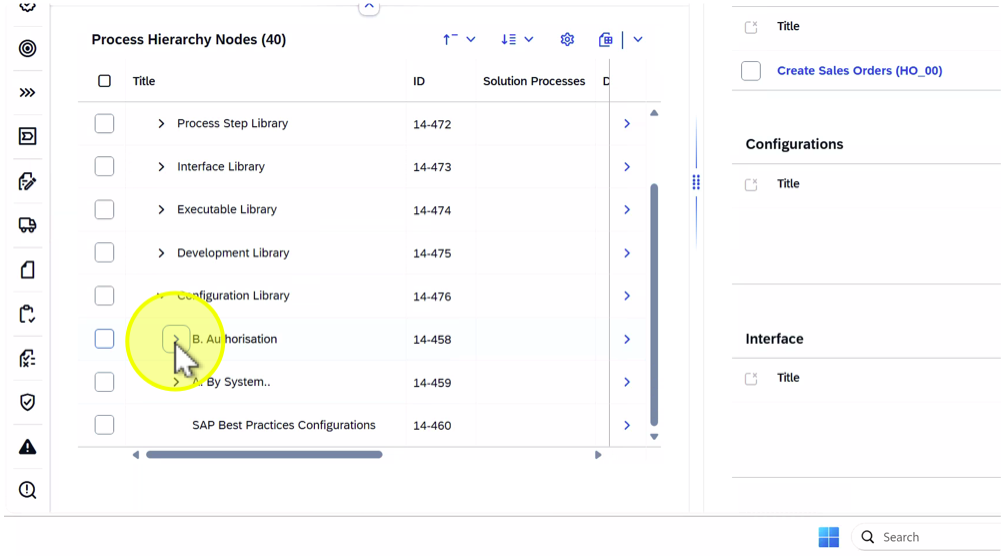 Process Hierarchy Nodes (40)
Title ID Solution Processes D
Process Step Library 14-472
Interface Library 14-473
Executable Library 14-474
Development Library 14-475
Configuration Library 14-476
B. Authorisation 14-458
A. By System.. 14-459
SAP Best Practices Configurations 14-460
Title
Create Sales Orders (HO_00)
Configurations
Title
Interface
Title
Search